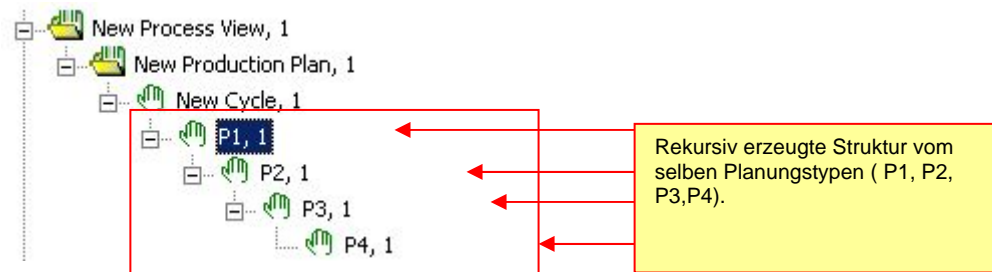 New Process View, 1
New Production Plan, 1
New Cycle, 1
P1, 1
P2, 1
P3, 1
P4, 1
Rekursiv erzeugte Struktur vom
selben Planungstypen ( P1, P2,
P3,P4).